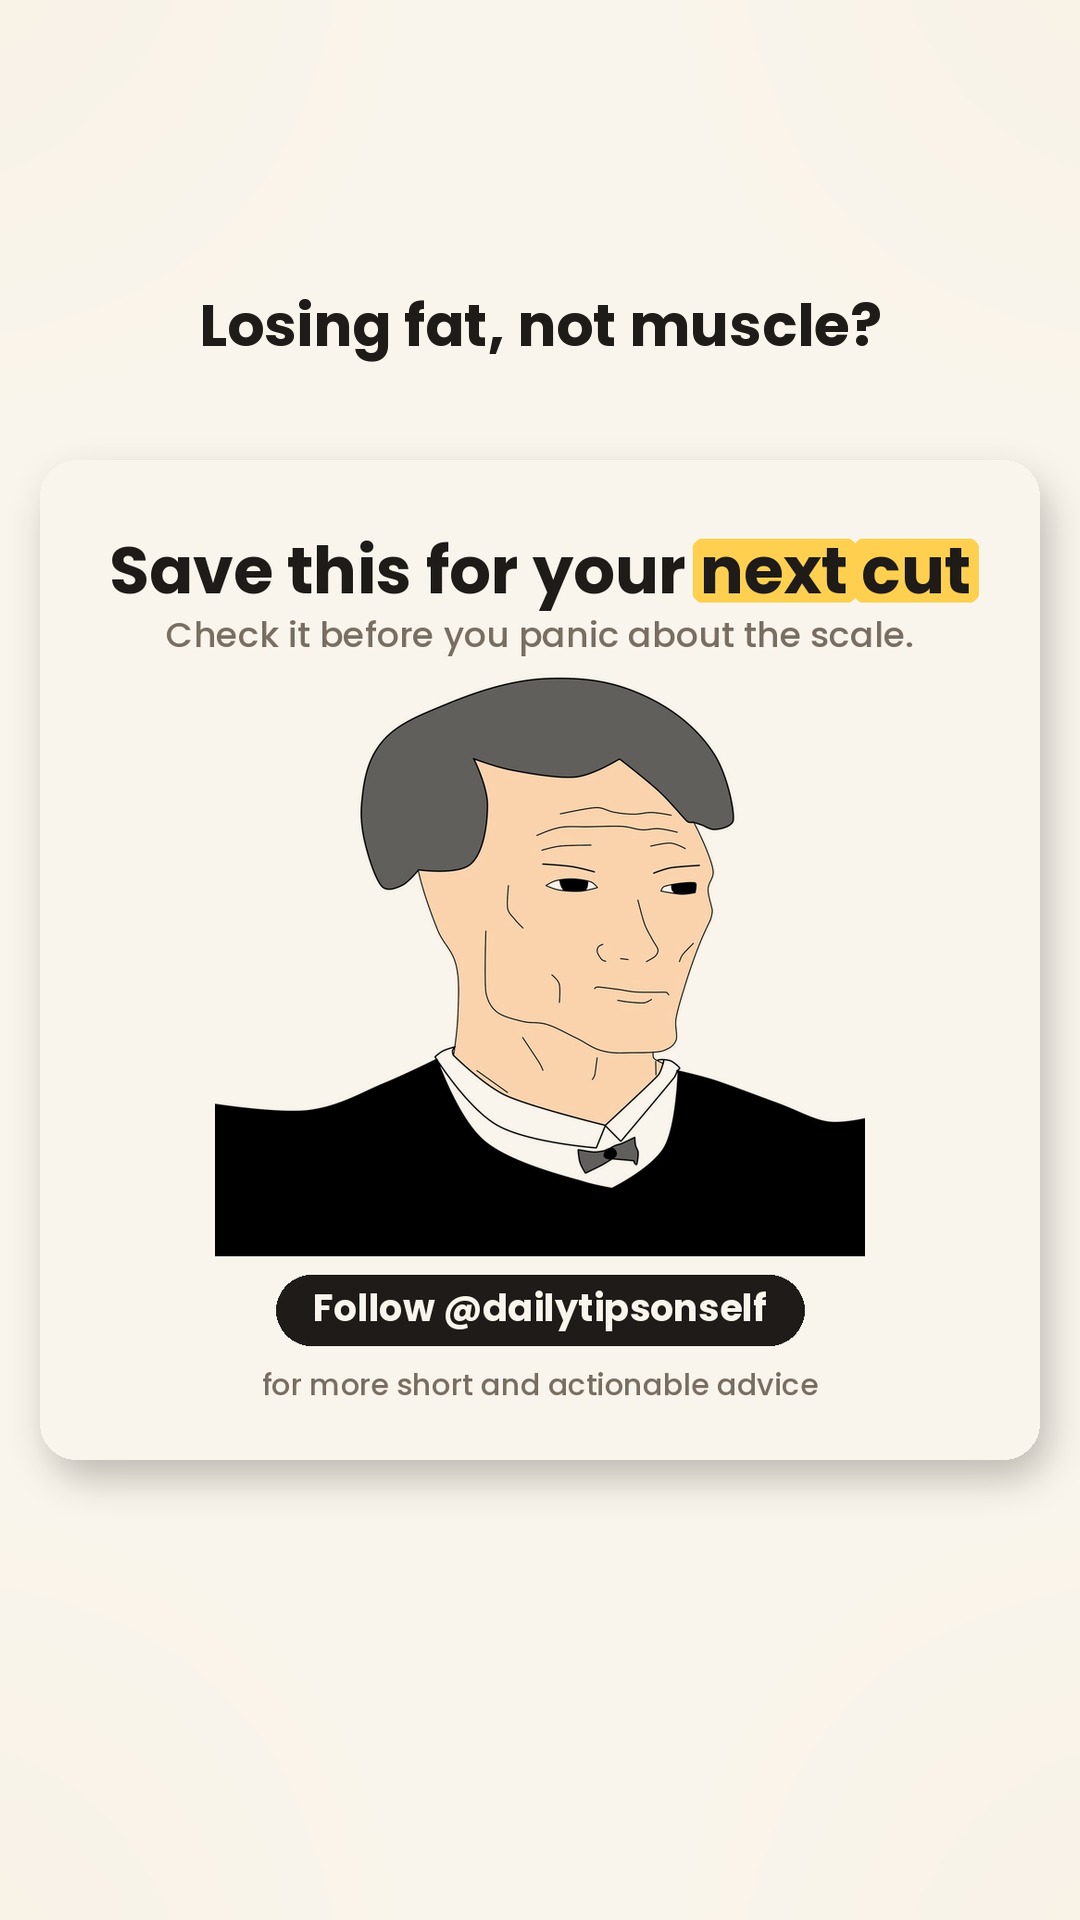 Losing fat, not muscle?
Save this for your next cut
Check it before you panic about the scale.
Follow @dailytipsonself
for more short and actionable advice